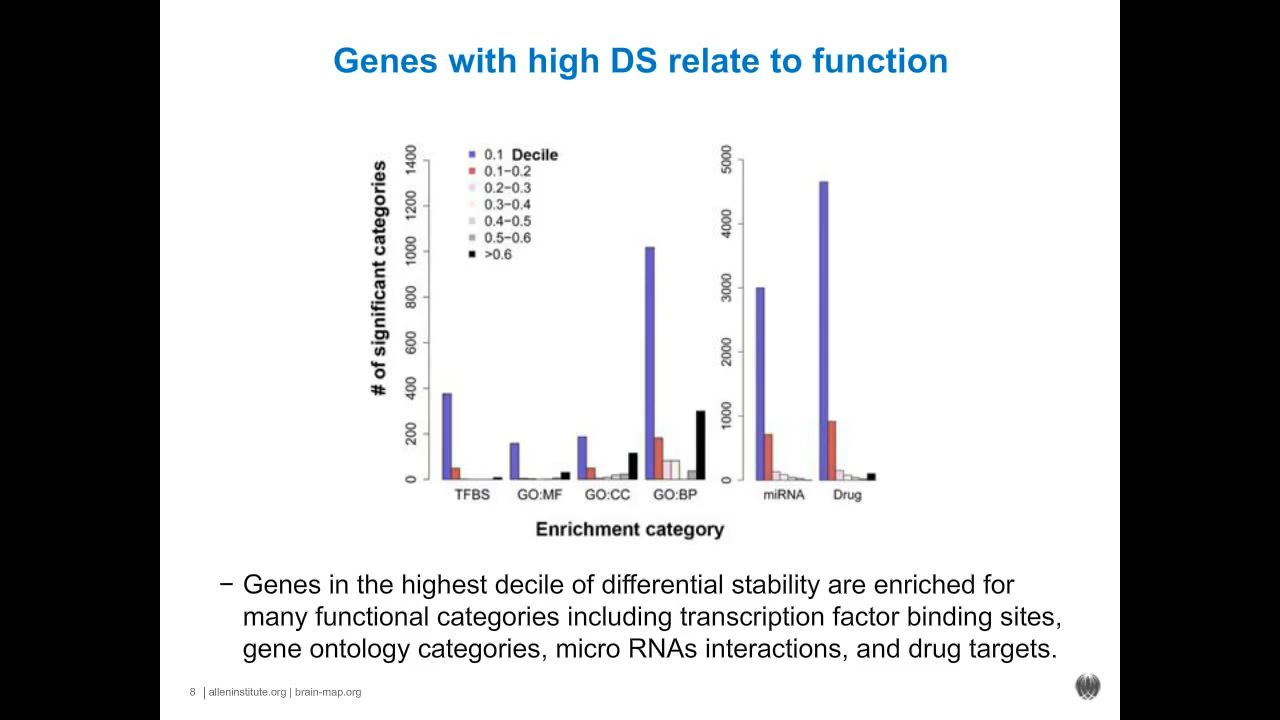 Genes with high DS relate to function
# of significant categories
0
200
400
600
800
1000
1200
1400
0.1 Decile
0.1−0.2
0.2−0.3
0.3−0.4
0.4−0.5
0.5−0.6
>0.6
0
1000
2000
3000
4000
5000
TFBS GO:MF GO:CC GO:BP miRNA Drug
Enrichment category
− Genes in the highest decile of differential stability are enriched for
many functional categories including transcription factor binding sites,
gene ontology categories, micro RNAs interactions, and drug targets.
8 | alleninstitute.org | brain-map.org